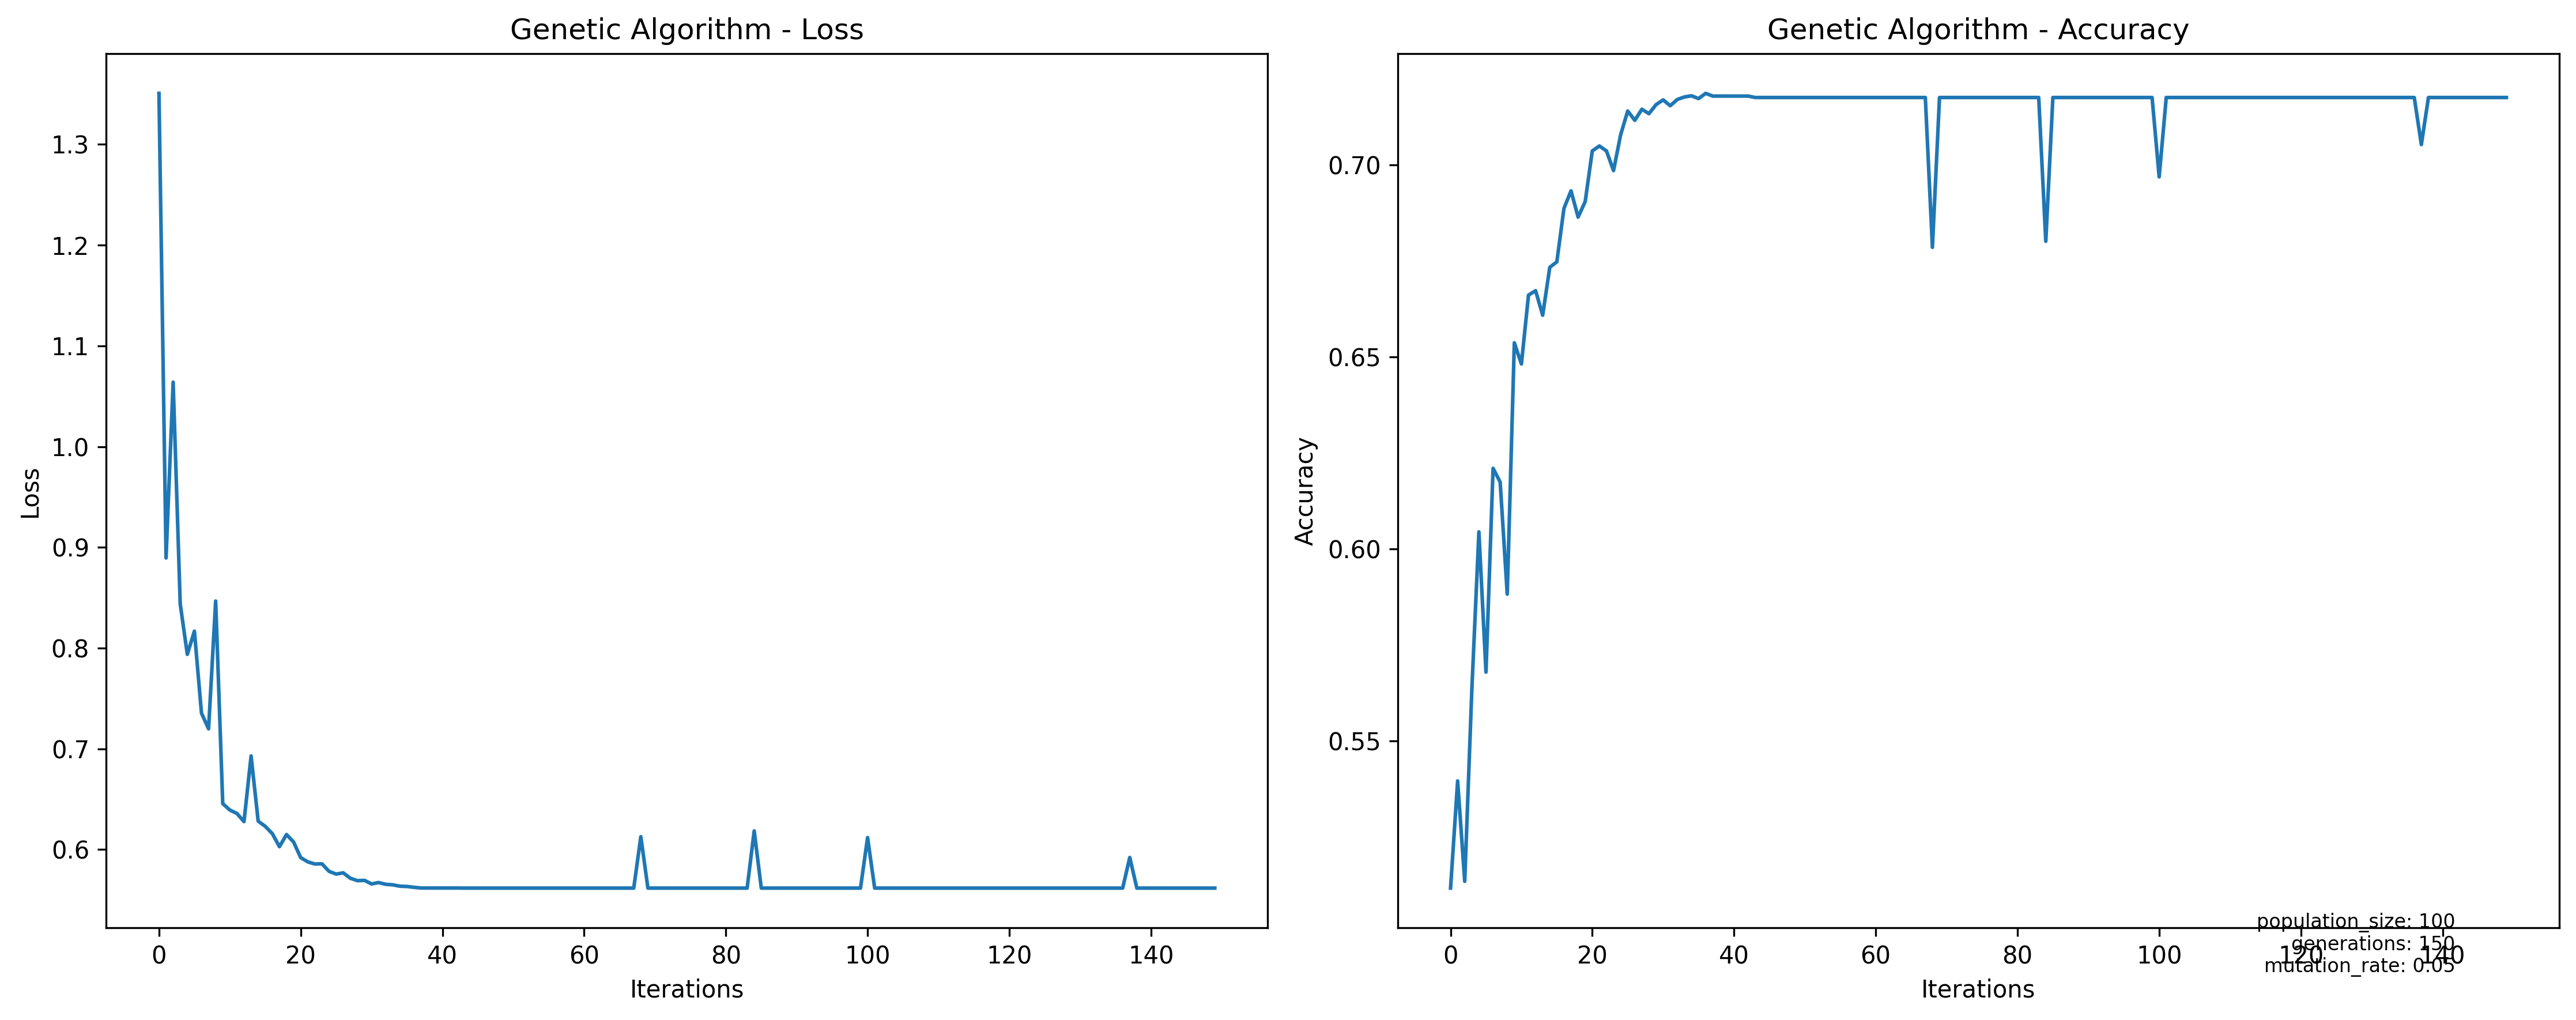 Genetic Algorithm - Loss
Loss
1.3
1.2
1.1
1.0
0.9
0.8
0.7
0.6
0 20 40 60 80 100 120 140
Iterations
Genetic Algorithm - Accuracy
Accuracy
0.70
0.65
0.60
0.55
0 20 40 60 80 100 120 140
Iterations
population_size: 100
generations: 150
mutation_rate: 0.05